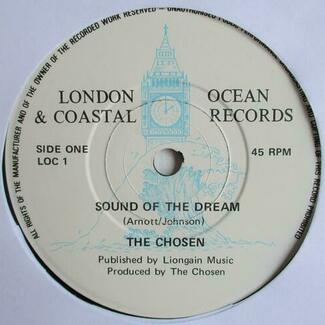 ALL RIGHTS OF THE MANUFACTURER AND OF THE OWNER OF THE RECORDED WORK RESERVED — UNAUTHORISED
LONDON OCEAN
& COASTAL RECORDS
SIDE ONE 45 RPM
LOC 1
SOUND OF THE DREAM
(Arnott/Johnson)
THE CHOSEN
Published by Liongain Music
Produced by The Chosen